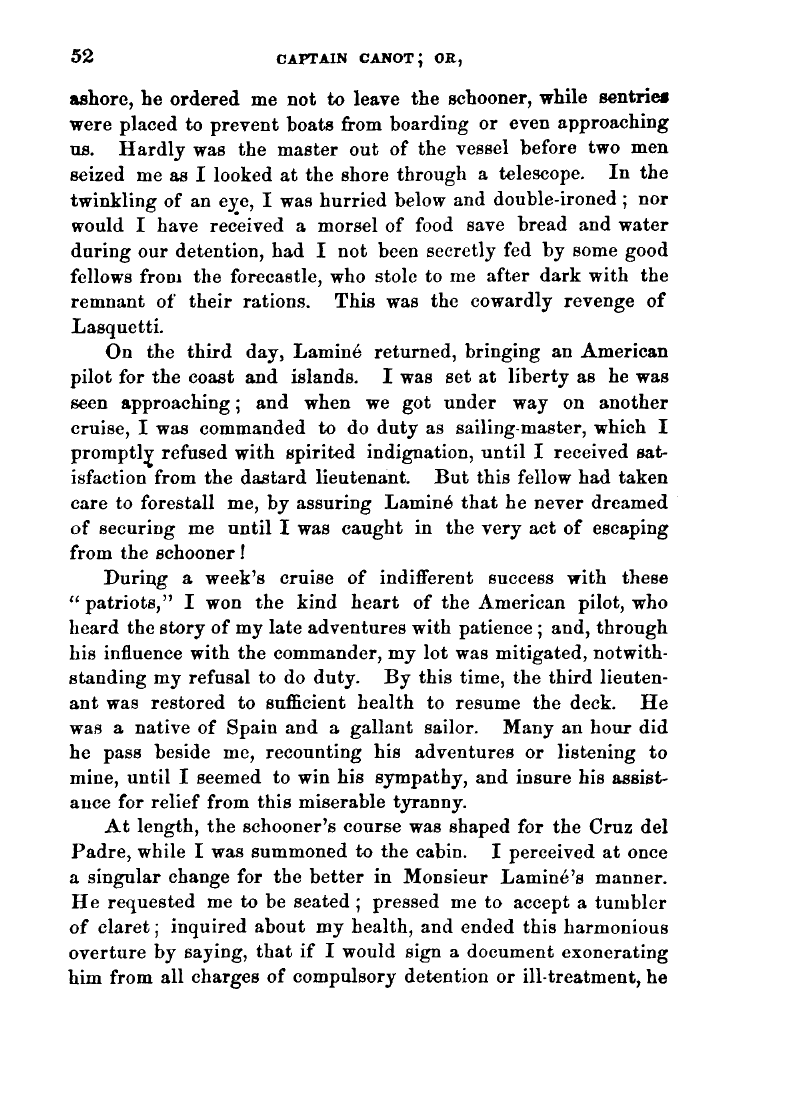 52 CAPTAIN CANOT; OR,
ashore, he ordered me not to leave the schooner, while sentries
were placed to prevent boats from boarding or even approaching
us. Hardly was the master out of the vessel before two men
seized me as I looked at the shore through a telescope. In the
twinkling of an eye, I was hurried below and double-ironed; nor
would I have received a morsel of food save bread and water
during our detention, had I not been secretly fed by some good
fellows from the forecastle, who stole to me after dark with the
remnant of their rations. This was the cowardly revenge of
Lasquetti.
On the third day, Laminé returned, bringing an American
pilot for the coast and islands. I was set at liberty as he was
seen approaching; and when we got under way on another
cruise, I was commanded to do duty as sailing-master, which I
promptly refused with spirited indignation, until I received sat-
isfaction from the dastard lieutenant. But this fellow had taken
care to forestall me, by assuring Laminé that he never dreamed
of securing me until I was caught in the very act of escaping
from the schooner!
During a week's cruise of indifferent success with these
"patriots," I won the kind heart of the American pilot, who
heard the story of my late adventures with patience; and, through
his influence with the commander, my lot was mitigated, notwith-
standing my refusal to do duty. By this time, the third lieuten-
ant was restored to sufficient health to resume the deck. He
was a native of Spain and a gallant sailor. Many an hour did
he pass beside me, recounting his adventures or listening to
mine, until I seemed to win his sympathy, and insure his assist-
ance for relief from this miserable tyranny.
At length, the schooner's course was shaped for the Cruz del
Padre, while I was summoned to the cabin. I perceived at once
a singular change for the better in Monsieur Laminé's manner.
He requested me to be seated; pressed me to accept a tumbler
of claret; inquired about my health, and ended this harmonious
overture by saying, that if I would sign a document exonerating
him from all charges of compulsory detention or ill-treatment, he